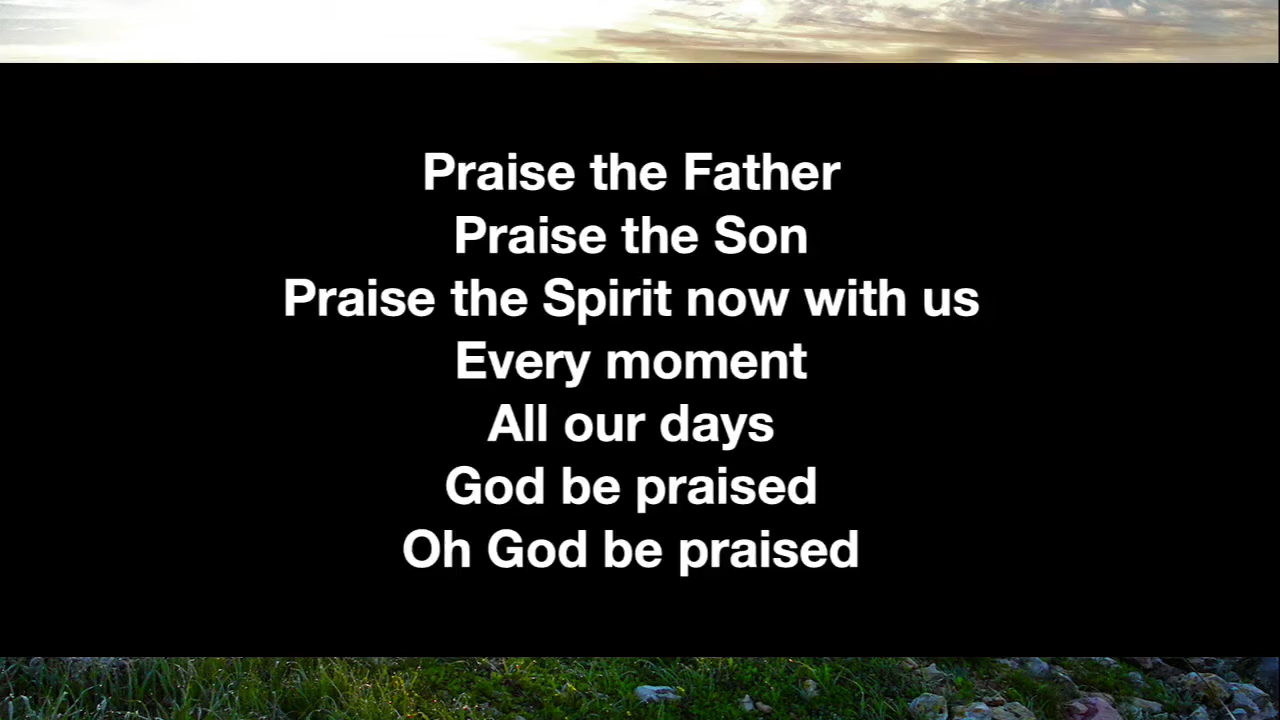 Praise the Father
Praise the Son
Praise the Spirit now with us
Every moment
All our days
God be praised
Oh God be praised